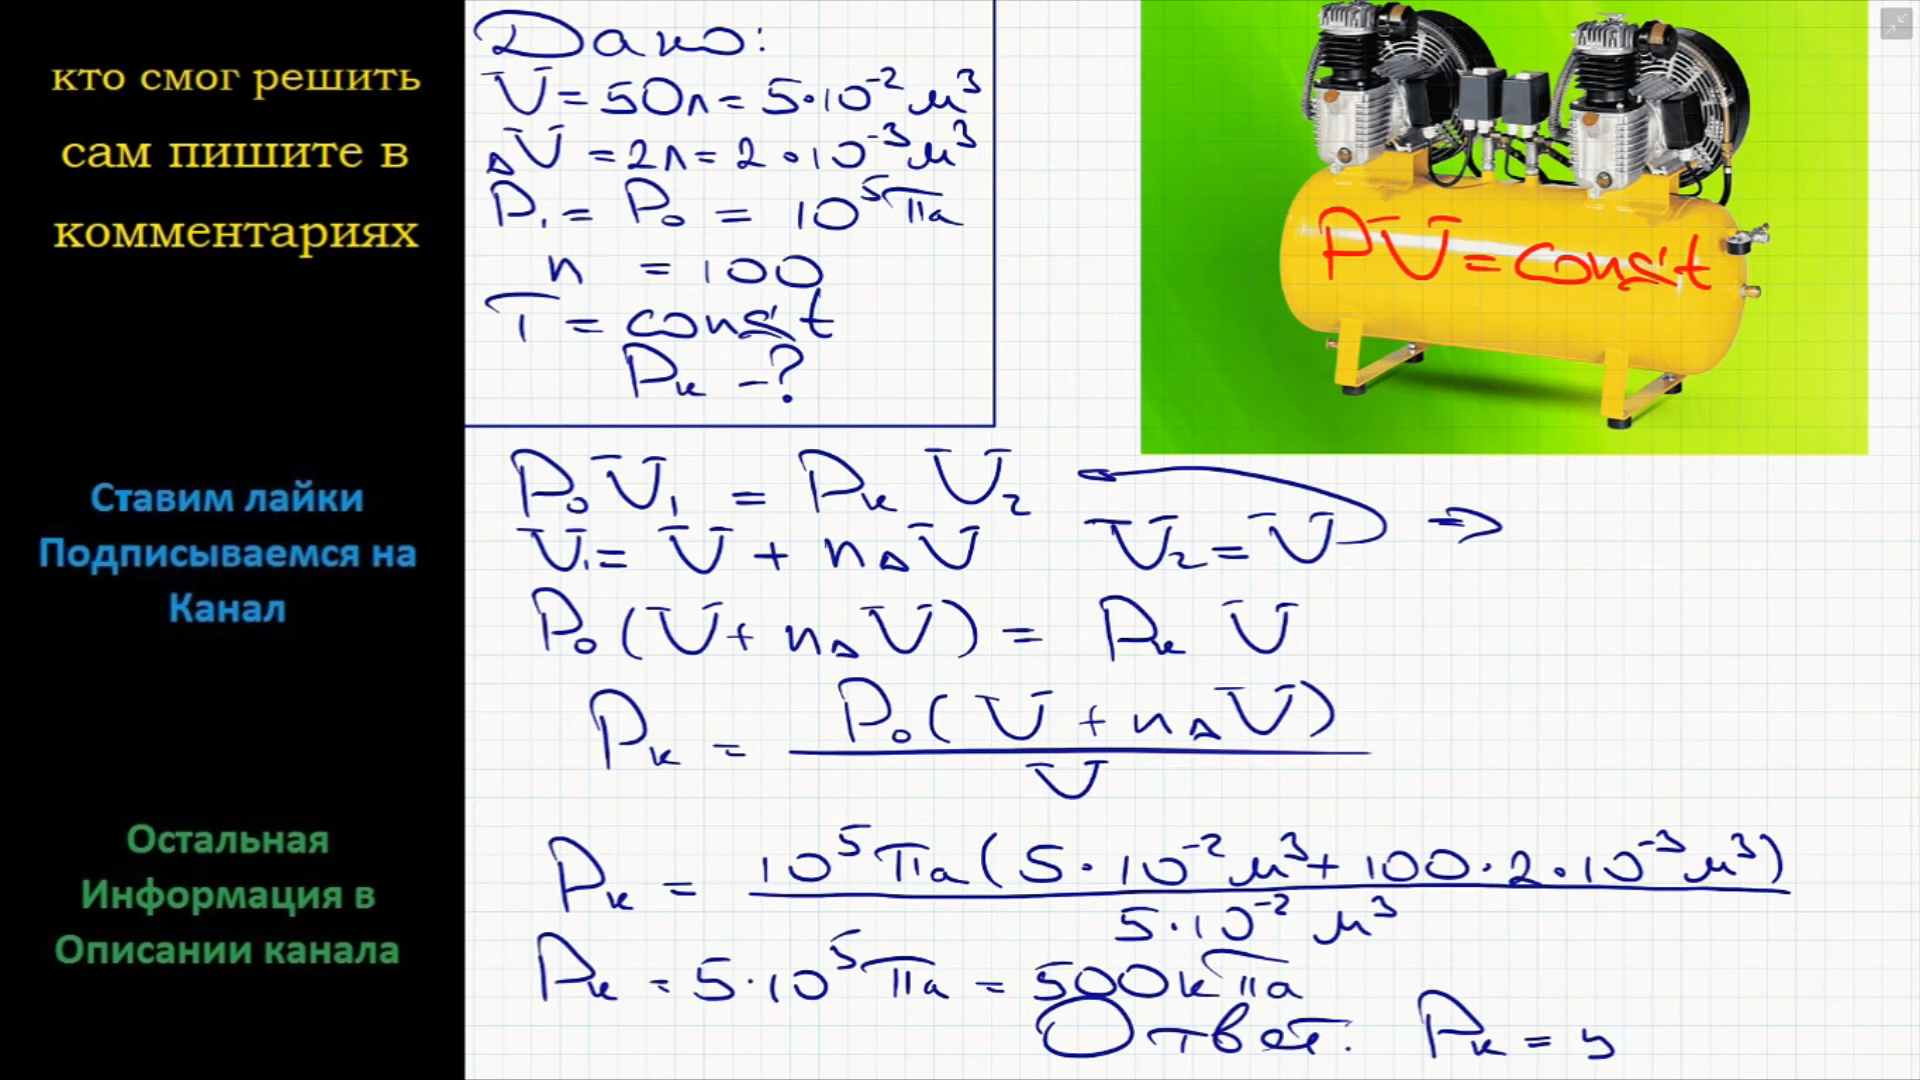 кто смог решить
сам пишите в
комментариях
Ставим лайки
Подписываемся на
Канал
Остальная
Информация в
Описании канала
Дано:
V = 50л = 5·10⁻² м³
ΔV = 2л = 2·10⁻³ м³
P₁ = P₀ = 10⁵ Па
n = 100
T = const
Pк - ?
PV = const
P₀V₁ = PкV₂
V₁ = V + nΔV V₂ = V ⇒
P₀(V + nΔV) = Pк V
Pк = P₀(V + nΔV) / V
Pк = 10⁵ Па (5·10⁻² м³ + 100·2·10⁻³ м³) / 5·10⁻² м³
Pк = 5·10⁵ Па = 500 кПа
Ответ: Pк =